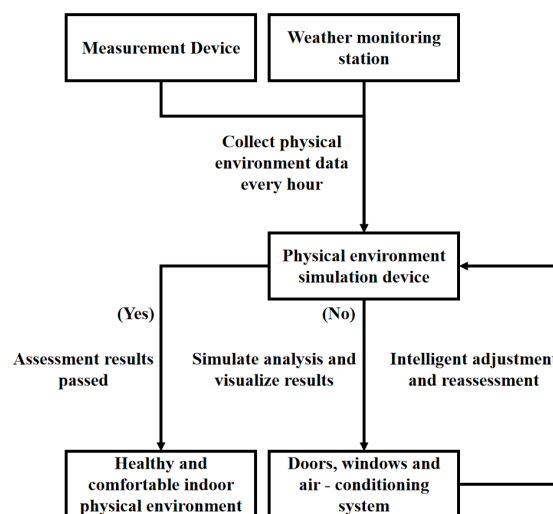 Measurement Device
Weather monitoring
station
Collect physical
environment data
every hour
Physical environment
simulation device
(Yes)
(No)
Assessment results
passed
Simulate analysis and
visualize results
Intelligent adjustment
and reassessment
Healthy and
comfortable indoor
physical environment
Doors, windows and
air - conditioning
system